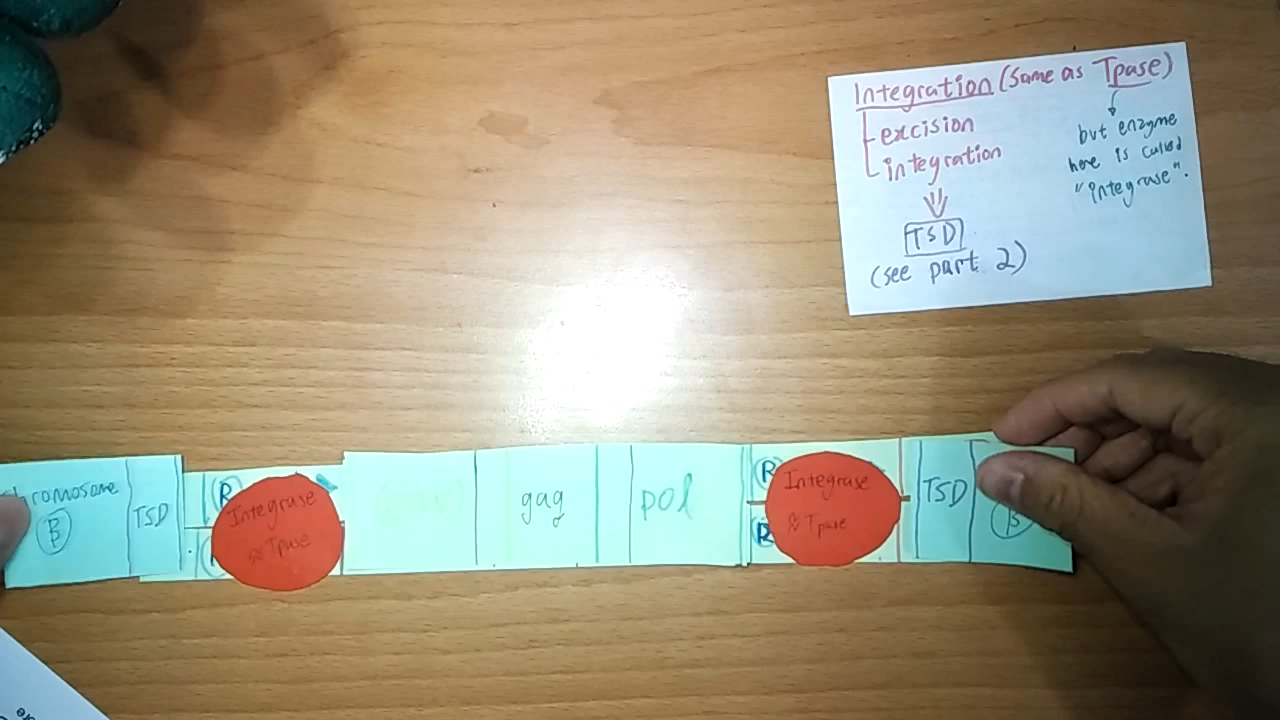 Integration (Same as Tpase)
excision
integration
but enzyme
here is called
"integrase".
TSD
(see part 2)
chromosome
B
TSD
R
Integrase
≈ Tpase
gag
pol
R
R
Integrase
≈ Tpase
TSD
B